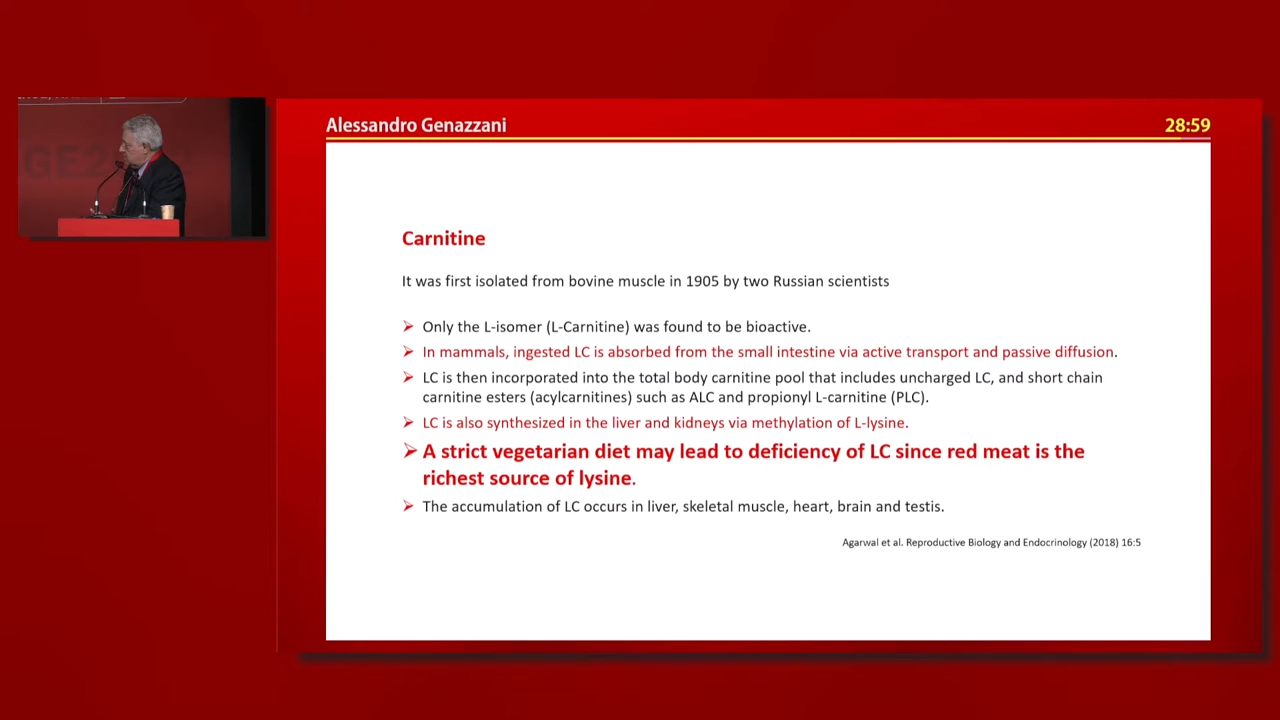 Alessandro Genazzani
28:59
Carnitine
It was first isolated from bovine muscle in 1905 by two Russian scientists
➢ Only the L-isomer (L-Carnitine) was found to be bioactive.
➢ In mammals, ingested LC is absorbed from the small intestine via active transport and passive diffusion.
➢ LC is then incorporated into the total body carnitine pool that includes uncharged LC, and short chain
carnitine esters (acylcarnitines) such as ALC and propionyl L-carnitine (PLC).
➢ LC is also synthesized in the liver and kidneys via methylation of L-lysine.
➢ A strict vegetarian diet may lead to deficiency of LC since red meat is the
richest source of lysine.
➢ The accumulation of LC occurs in liver, skeletal muscle, heart, brain and testis.
Agarwal et al. Reproductive Biology and Endocrinology (2018) 16:5